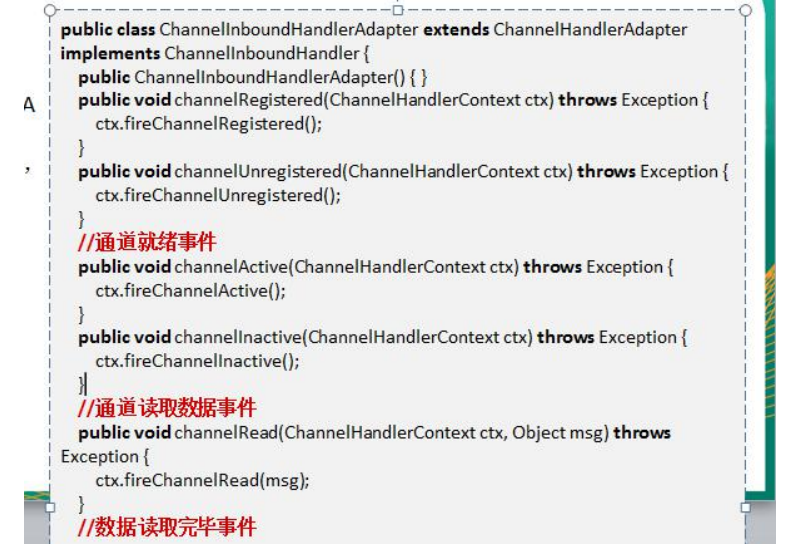 public class ChannelInboundHandlerAdapter extends ChannelHandlerAdapter
implements ChannelInboundHandler {
public ChannelInboundHandlerAdapter() { }
A
public void channelRegistered(ChannelHandlerContext ctx) throws Exception {
ctx.fireChannelRegistered();
}
,
public void channelUnregistered(ChannelHandlerContext ctx) throws Exception {
ctx.fireChannelUnregistered();
}
//通道就绪事件
public void channelActive(ChannelHandlerContext ctx) throws Exception {
ctx.fireChannelActive();
}
public void channelInactive(ChannelHandlerContext ctx) throws Exception {
ctx.fireChannelInactive();
}
//通道读取数据事件
public void channelRead(ChannelHandlerContext ctx, Object msg) throws
Exception {
ctx.fireChannelRead(msg);
}
//数据读取完毕事件